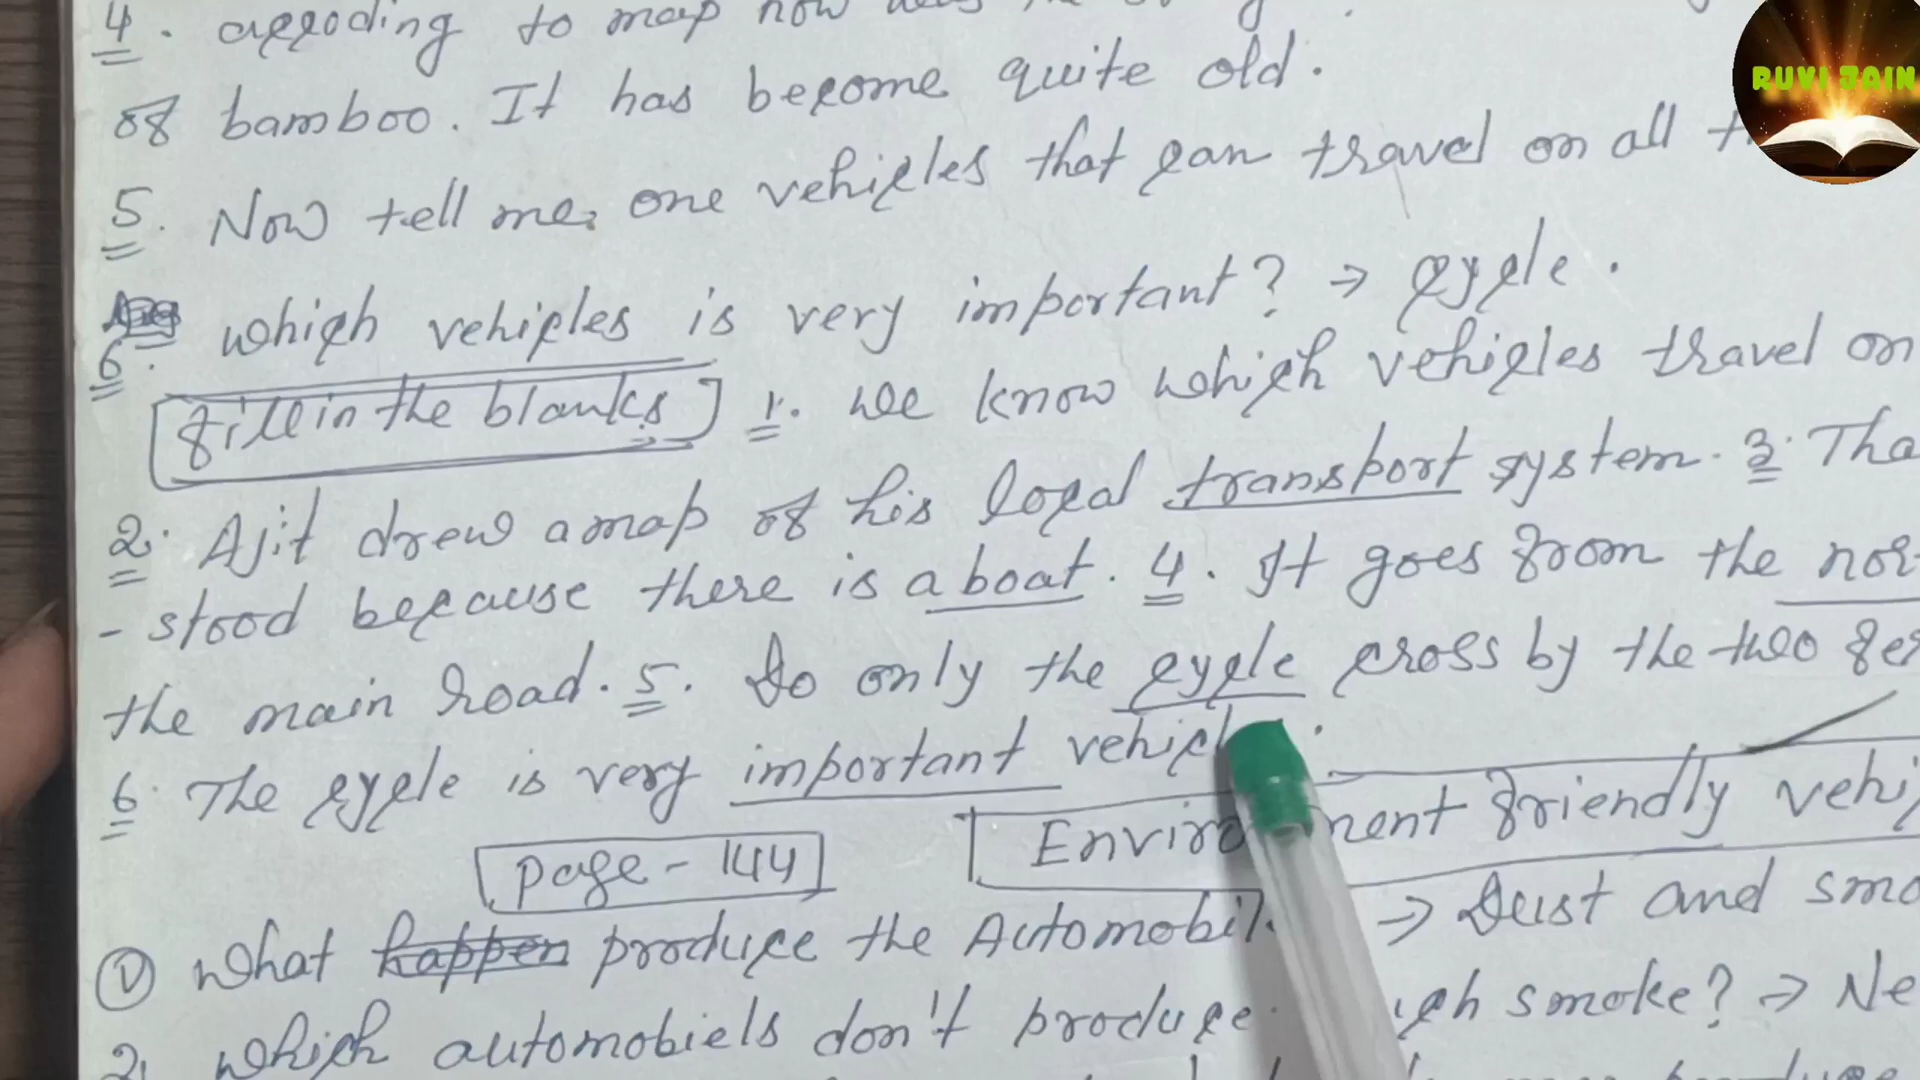 4. according to map how
of bamboo. It has become quite old.
5. Now tell me, one vehicles that can travel on all
6. which vehicles is very important? → cycle.
fill in the blanks 1. we know which vehicles travel on
2. Ajit drew a map of his local transport system. 3. Tha
- stood because there is a boat. 4. It goes from the nor
the main road. 5. So only the cycle cross by the two fer
6. The cycle is very important vehicl
Page - 144 Enviro ment friendly vehi
① what happen produce the Automobil → Dust and smo
2. which automobiels don't produce smoke? → Ne
RUVI JAIN